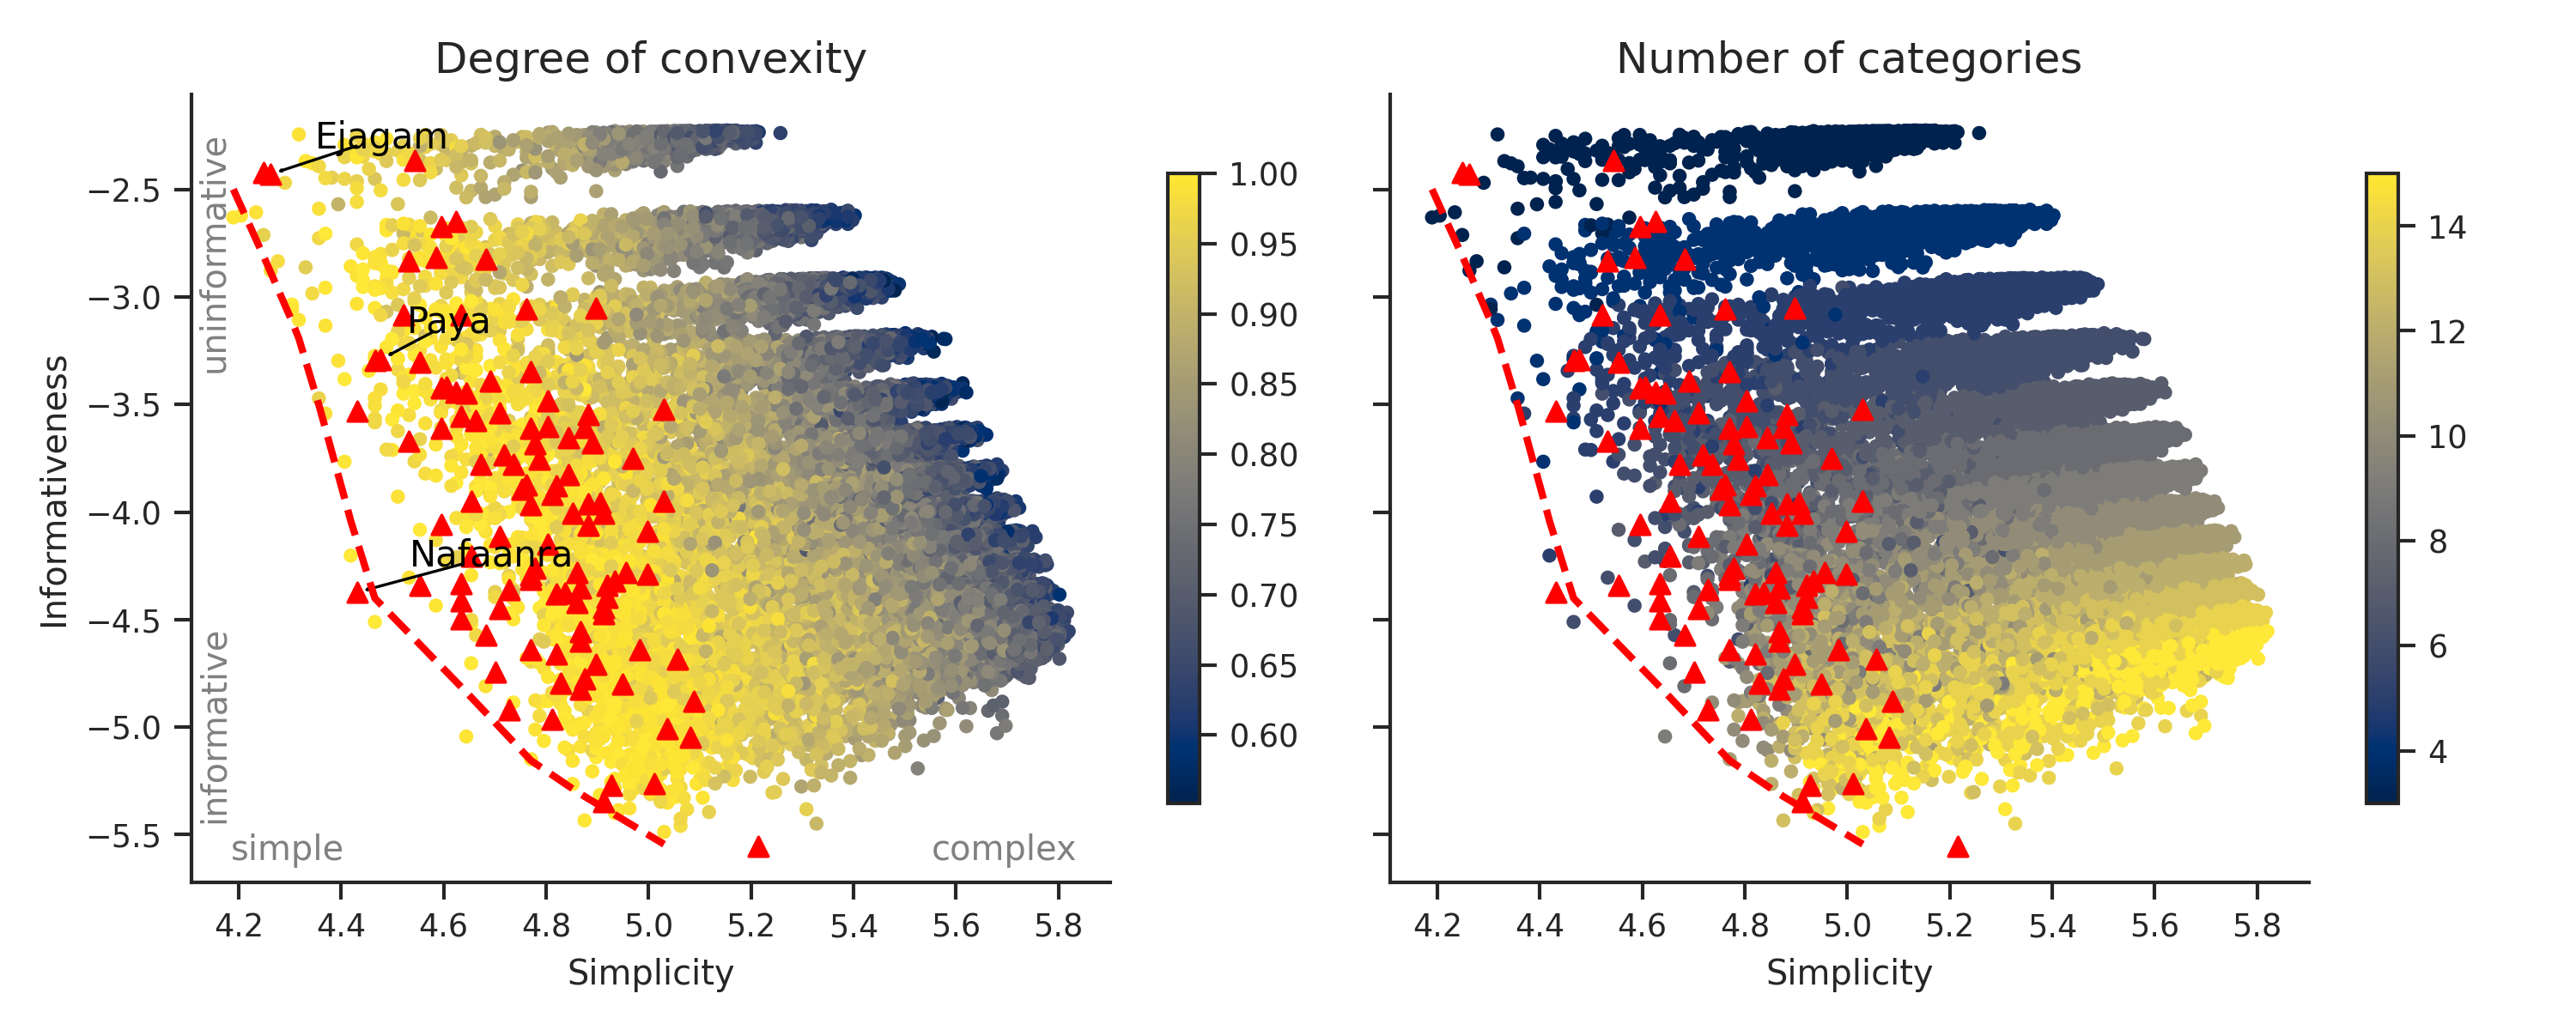 Degree of convexity
Number of categories
Informativeness
uninformative
informative
−2.5
−3.0
−3.5
−4.0
−4.5
−5.0
−5.5
Ejagam
Paya
Nafaanra
simple
complex
4.2 4.4 4.6 4.8 5.0 5.2 5.4 5.6 5.8
Simplicity
1.00
0.95
0.90
0.85
0.80
0.75
0.70
0.65
0.60
4.2 4.4 4.6 4.8 5.0 5.2 5.4 5.6 5.8
Simplicity
14
12
10
8
6
4